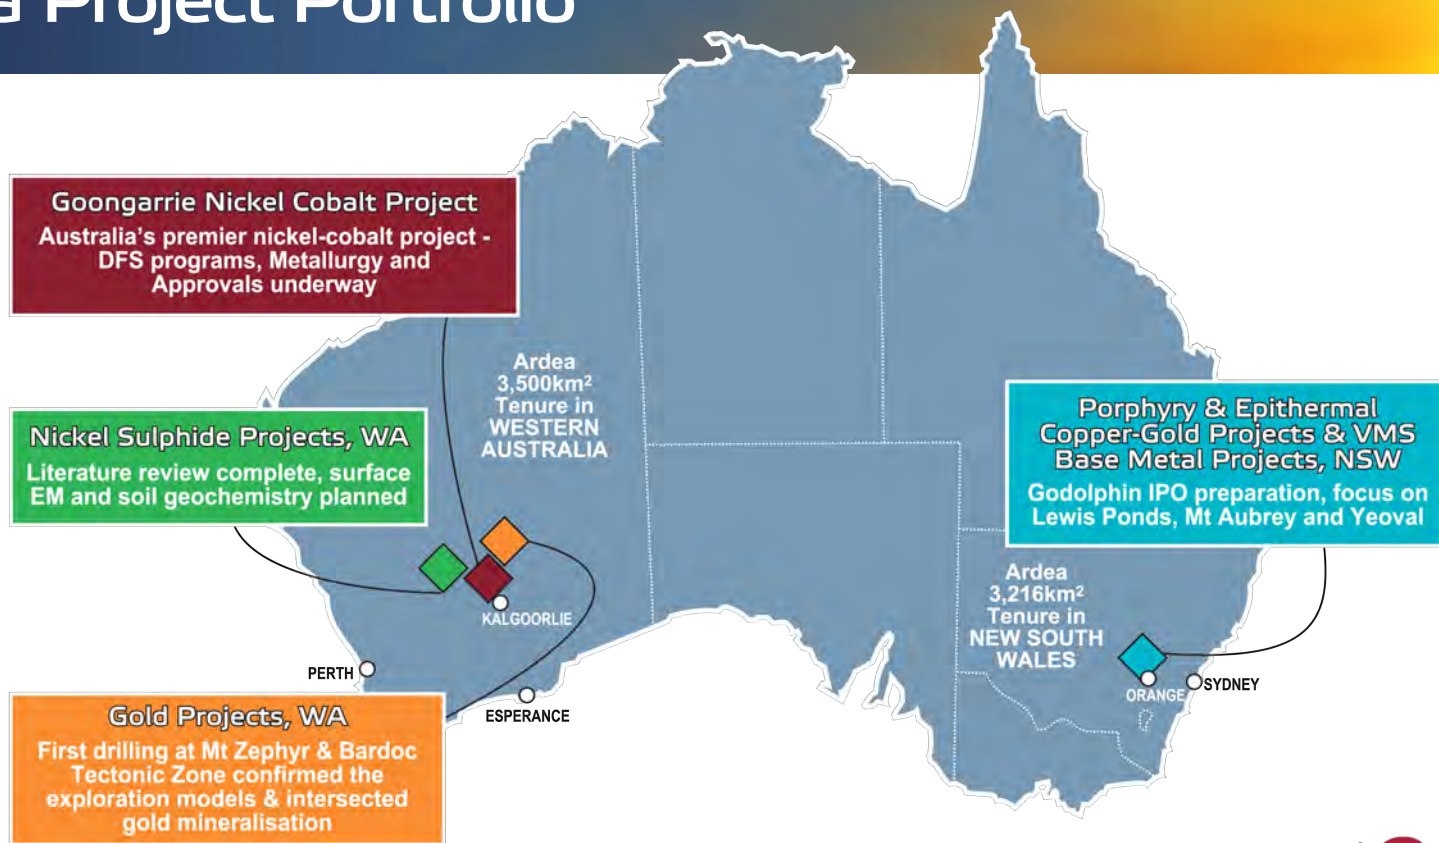 a Project Portfolio
Goongarrie Nickel Cobalt Project
Australia's premier nickel-cobalt project -
DFS programs, Metallurgy and
Approvals underway
Ardea
3,500km²
Tenure in
WESTERN
AUSTRALIA
Nickel Sulphide Projects, WA
Literature review complete, surface
EM and soil geochemistry planned
Porphyry & Epithermal
Copper-Gold Projects & VMS
Base Metal Projects, NSW
Godolphin IPO preparation, focus on
Lewis Ponds, Mt Aubrey and Yeoval
Ardea
3,216km²
Tenure in
NEW SOUTH
WALES
KALGOORLIE
PERTH
ESPERANCE
ORANGE
SYDNEY
Gold Projects, WA
First drilling at Mt Zephyr & Bardoc
Tectonic Zone confirmed the
exploration models & intersected
gold mineralisation